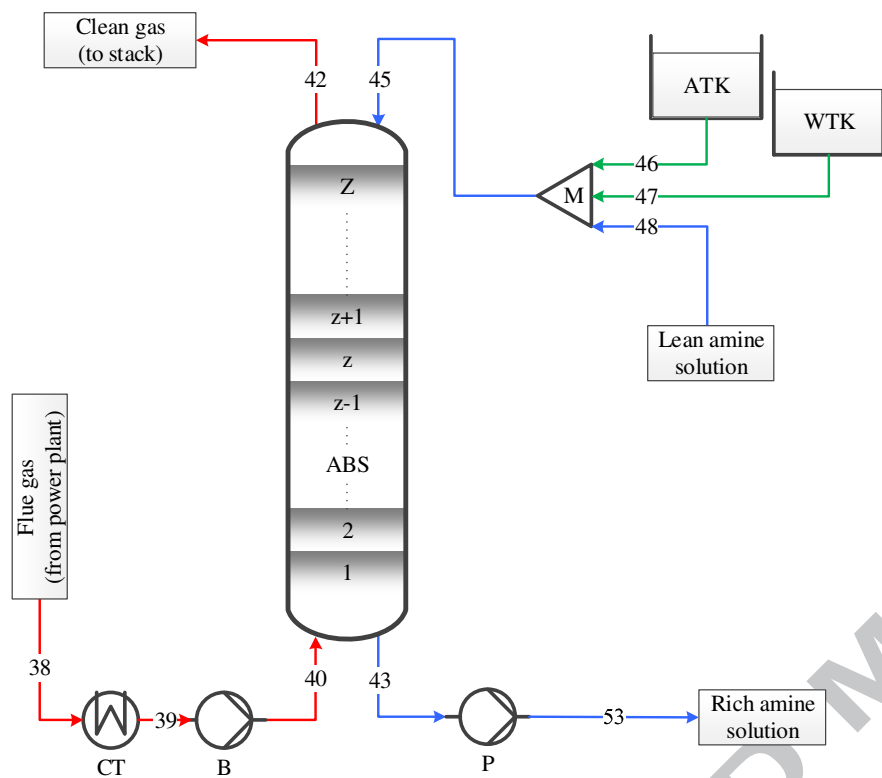 Clean gas
(to stack)
42
45
ATK
WTK
46
47
48
M
Z
z+1
z
z-1
ABS
2
1
Lean amine
solution
Flue gas
(from power plant)
38
39
40
43
53
CT
B
P
Rich amine
solution
D M